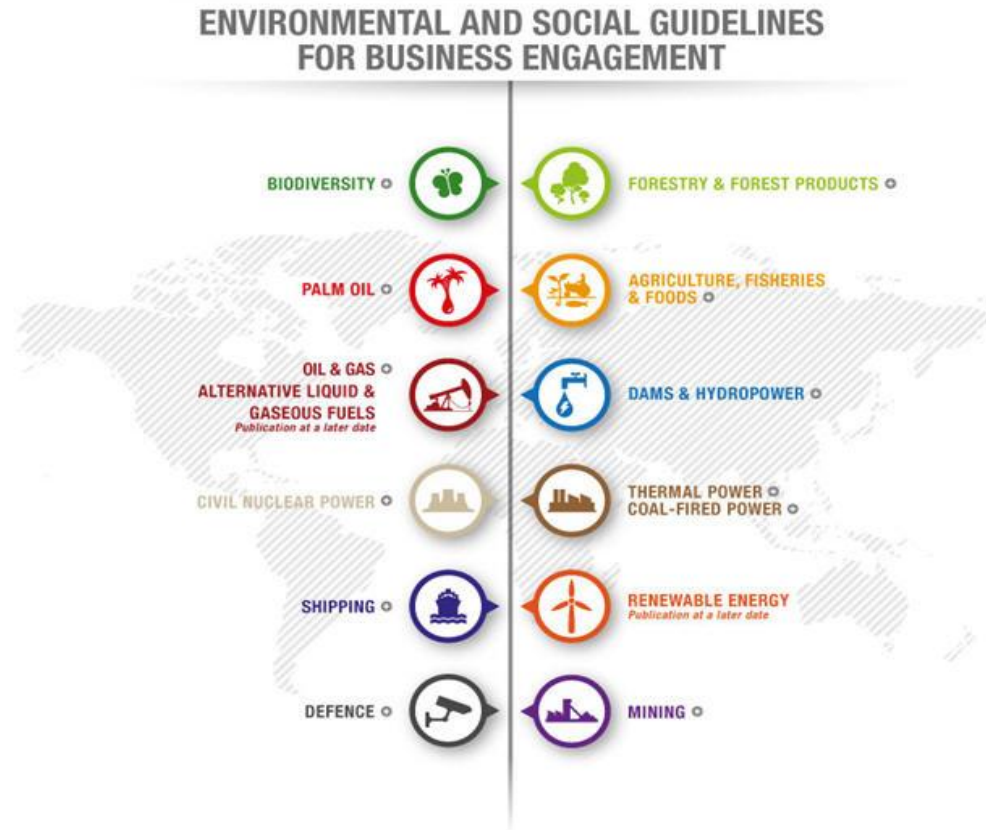 ENVIRONMENTAL AND SOCIAL GUIDELINES
FOR BUSINESS ENGAGEMENT
BIODIVERSITY
FORESTRY & FOREST PRODUCTS
PALM OIL
AGRICULTURE, FISHERIES
& FOODS
OIL & GAS
ALTERNATIVE LIQUID &
GASEOUS FUELS
Publication at a later date
DAMS & HYDROPOWER
CIVIL NUCLEAR POWER
THERMAL POWER
COAL-FIRED POWER
SHIPPING
RENEWABLE ENERGY
Publication at a later date
DEFENCE
MINING